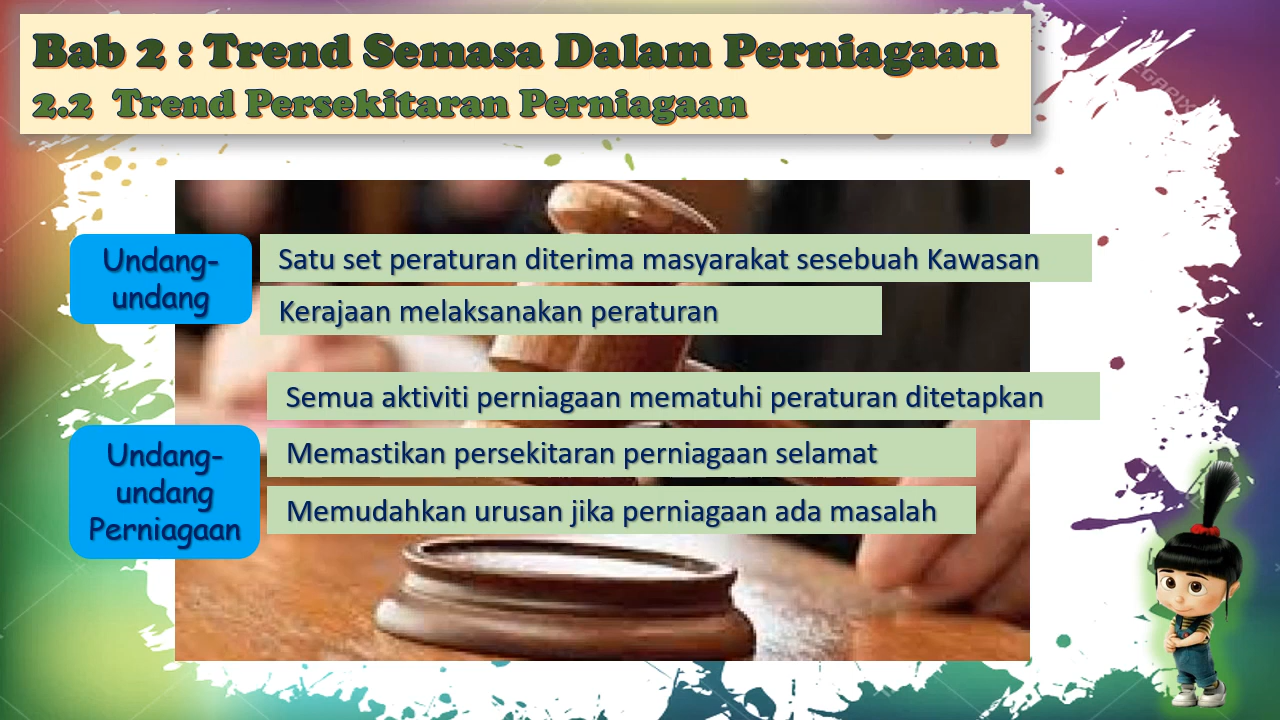 Bab 2 : Trend Semasa Dalam Perniagaan
2.2 Trend Persekitaran Perniagaan
Undang-
undang
Satu set peraturan diterima masyarakat sesebuah Kawasan
Kerajaan melaksanakan peraturan
Undang-
undang
Perniagaan
Semua aktiviti perniagaan mematuhi peraturan ditetapkan
Memastikan persekitaran perniagaan selamat
Memudahkan urusan jika perniagaan ada masalah